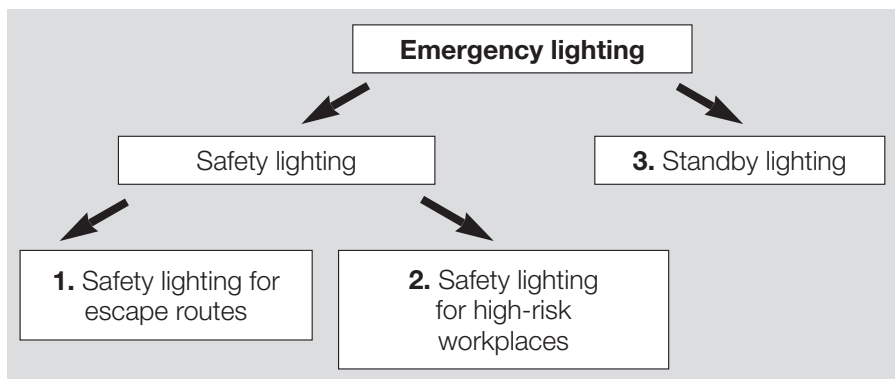 Emergency lighting
Safety lighting
3. Standby lighting
1. Safety lighting for
escape routes
2. Safety lighting
for high-risk
workplaces